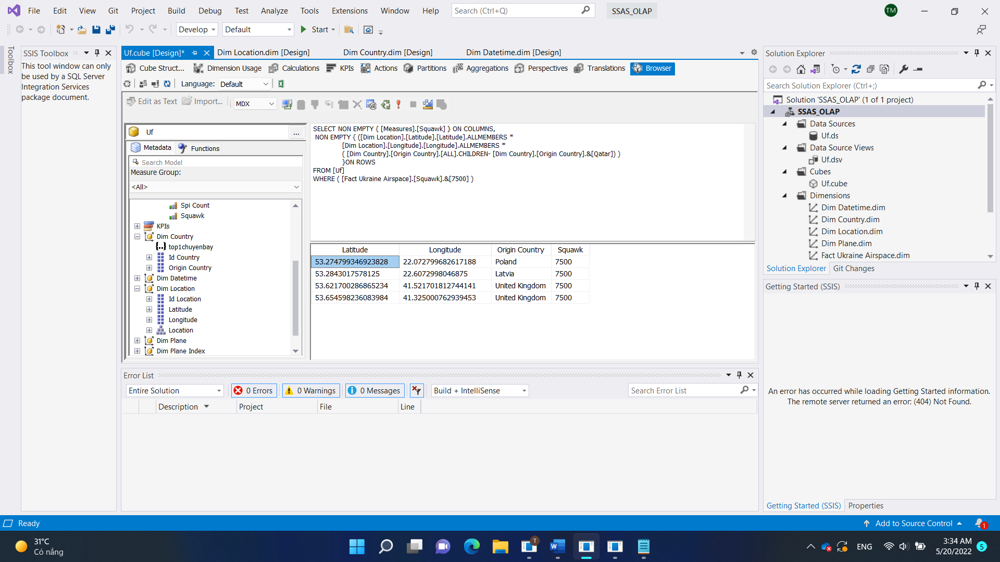 File Edit View Git Project Build Debug Test Analyze Tools Extensions Window Help Search (Ctrl+Q) SSAS_OLAP TM
Develop Default Start
Toolbox
SSIS Toolbox
This tool window can only
be used by a SQL Server
Integration Services
package document.
Uf.cube [Design]* Dim Location.dim [Design] Dim Country.dim [Design] Dim Datetime.dim [Design]
Cube Struct... Dimension Usage Calculations KPIs Actions Partitions Aggregations Perspectives Translations Browser
Language: Default
Edit as Text Import... MDX
Uf ...
Metadata Functions
Search Model
Measure Group:
<All>
Spi Count
Squawk
KPIs
Dim Country
top1chuyenbay
Id Country
Origin Country
Dim Datetime
Dim Location
Id Location
Latitude
Longitude
Location
Dim Plane
Dim Plane Index
SELECT NON EMPTY { [Measures].[Squawk] } ON COLUMNS,
NON EMPTY { ([Dim Location].[Latitude].[Latitude].ALLMEMBERS *
[Dim Location].[Longitude].[Longitude].ALLMEMBERS *
( [Dim Country].[Origin Country].[ALL].CHILDREN- [Dim Country].[Origin Country].&[Qatar]) )
}ON ROWS
FROM [Uf]
WHERE ( [Fact Ukraine Airspace].[Squawk].&[7500] )
Latitude Longitude Origin Country Squawk
53.274799346923828 22.072799682617188 Poland 7500
53.2843017578125 22.6072998046875 Latvia 7500
53.621700286865234 41.521701812744141 United Kingdom 7500
53.654598236083984 41.325000762939453 United Kingdom 7500
Error List
Entire Solution 0 Errors 0 Warnings 0 Messages Build + IntelliSense Search Error List
Description Project File Line
Solution Explorer
Search Solution Explorer (Ctrl+;)
Solution 'SSAS_OLAP' (1 of 1 project)
SSAS_OLAP
Data Sources
Uf.ds
Data Source Views
Uf.dsv
Cubes
Uf.cube
Dimensions
Dim Datetime.dim
Dim Country.dim
Dim Location.dim
Dim Plane.dim
Fact Ukraine Airspace.dim
Solution Explorer Git Changes
Getting Started (SSIS)
An error has occurred while loading Getting Started information.
The remote server returned an error: (404) Not Found.
Getting Started (SSIS) Properties
Ready Add to Source Control 1
31°C
Có nắng
T
ENG
3:34 AM
5/20/2022
5